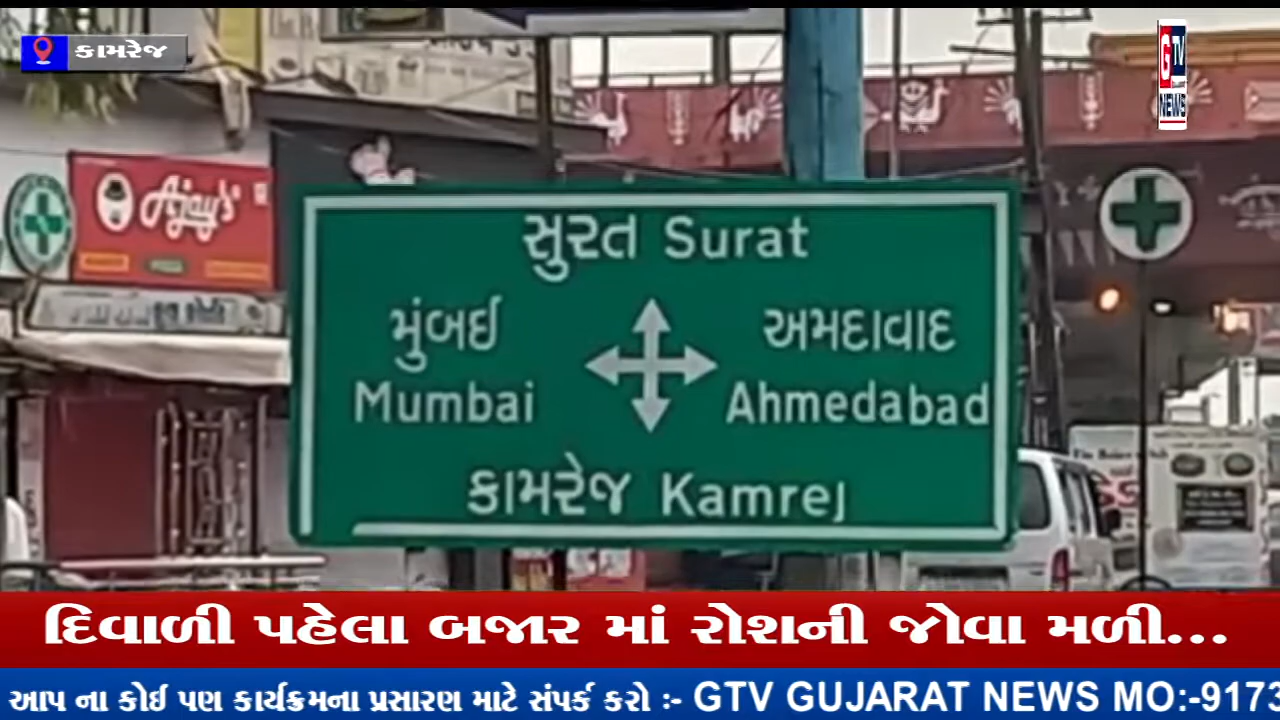 કામરેજ
GTV
NEWS
Ajay's
સુરત Surat
મુંબઈ
અમદાવાદ
Mumbai
Ahmedabad
કામરેજ Kamrej
દિવાળી પહેલા બજાર માં રોશની જોવા મળી...
આપ ના કોઈ પણ કાર્યક્રમના પ્રસારણ માટે સંપર્ક કરો :- GTV GUJARAT NEWS MO:-9173